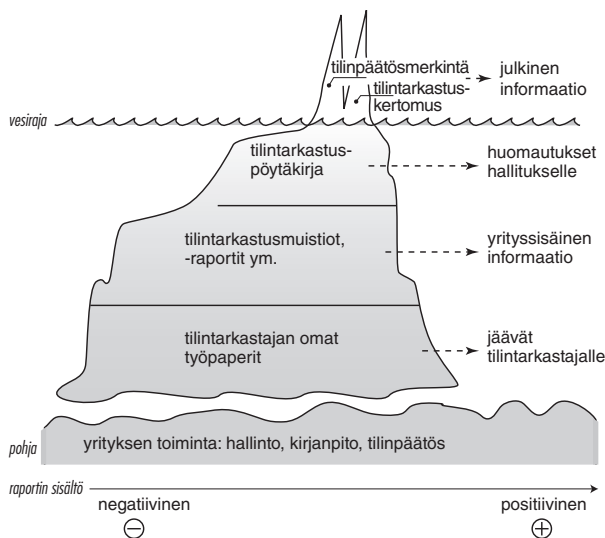 tilinpäätösmerkintä
tilintarkastus-
kertomus
julkinen
informaatio
vesiraja
tilintarkastus-
pöytäkirja
huomautukset
hallitukselle
tilintarkastusmuistiot,
-raportit ym.
yrityssisäinen
informaatio
tilintarkastajan omat
työpaperit
jäävät
tilintarkastajalle
pohja
yrityksen toiminta: hallinto, kirjanpito, tilinpäätös
raportin sisältö
negatiivinen
positiivinen
−
+